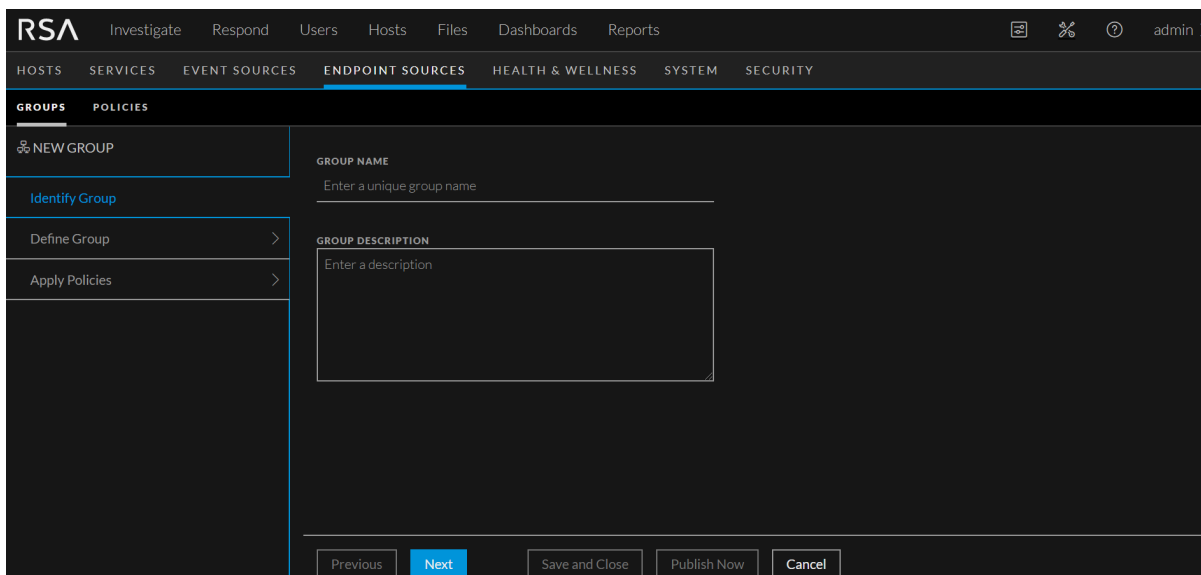 RSA Investigate Respond Users Hosts Files Dashboards Reports admin
HOSTS SERVICES EVENT SOURCES ENDPOINT SOURCES HEALTH & WELLNESS SYSTEM SECURITY
GROUPS POLICIES
NEW GROUP
Identify Group
Define Group
Apply Policies
GROUP NAME
Enter a unique group name
GROUP DESCRIPTION
Enter a description
Previous Next Save and Close Publish Now Cancel